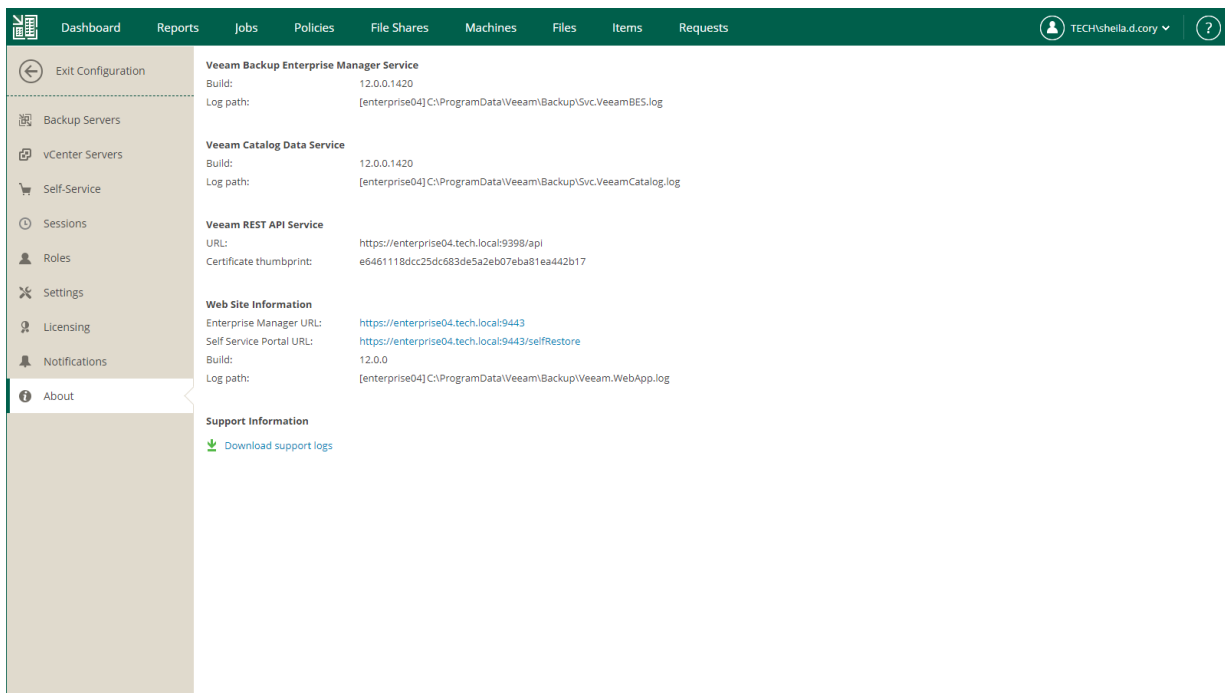 Dashboard Reports Jobs Policies File Shares Machines Files Items Requests TECH\sheila.d.cory ?
Exit Configuration
Backup Servers
vCenter Servers
Self-Service
Sessions
Roles
Settings
Licensing
Notifications
About
Veeam Backup Enterprise Manager Service
Build: 12.0.0.1420
Log path: [enterprise04] C:\ProgramData\Veeam\Backup\Svc.VeeamBES.log
Veeam Catalog Data Service
Build: 12.0.0.1420
Log path: [enterprise04] C:\ProgramData\Veeam\Backup\Svc.VeeamCatalog.log
Veeam REST API Service
URL: https://enterprise04.tech.local:9398/api
Certificate thumbprint: e6461118dcc25dc683de5a2eb07eba81ea442b17
Web Site Information
Enterprise Manager URL: https://enterprise04.tech.local:9443
Self Service Portal URL: https://enterprise04.tech.local:9443/selfRestore
Build: 12.0.0
Log path: [enterprise04] C:\ProgramData\Veeam\Backup\Veeam.WebApp.log
Support Information
Download support logs